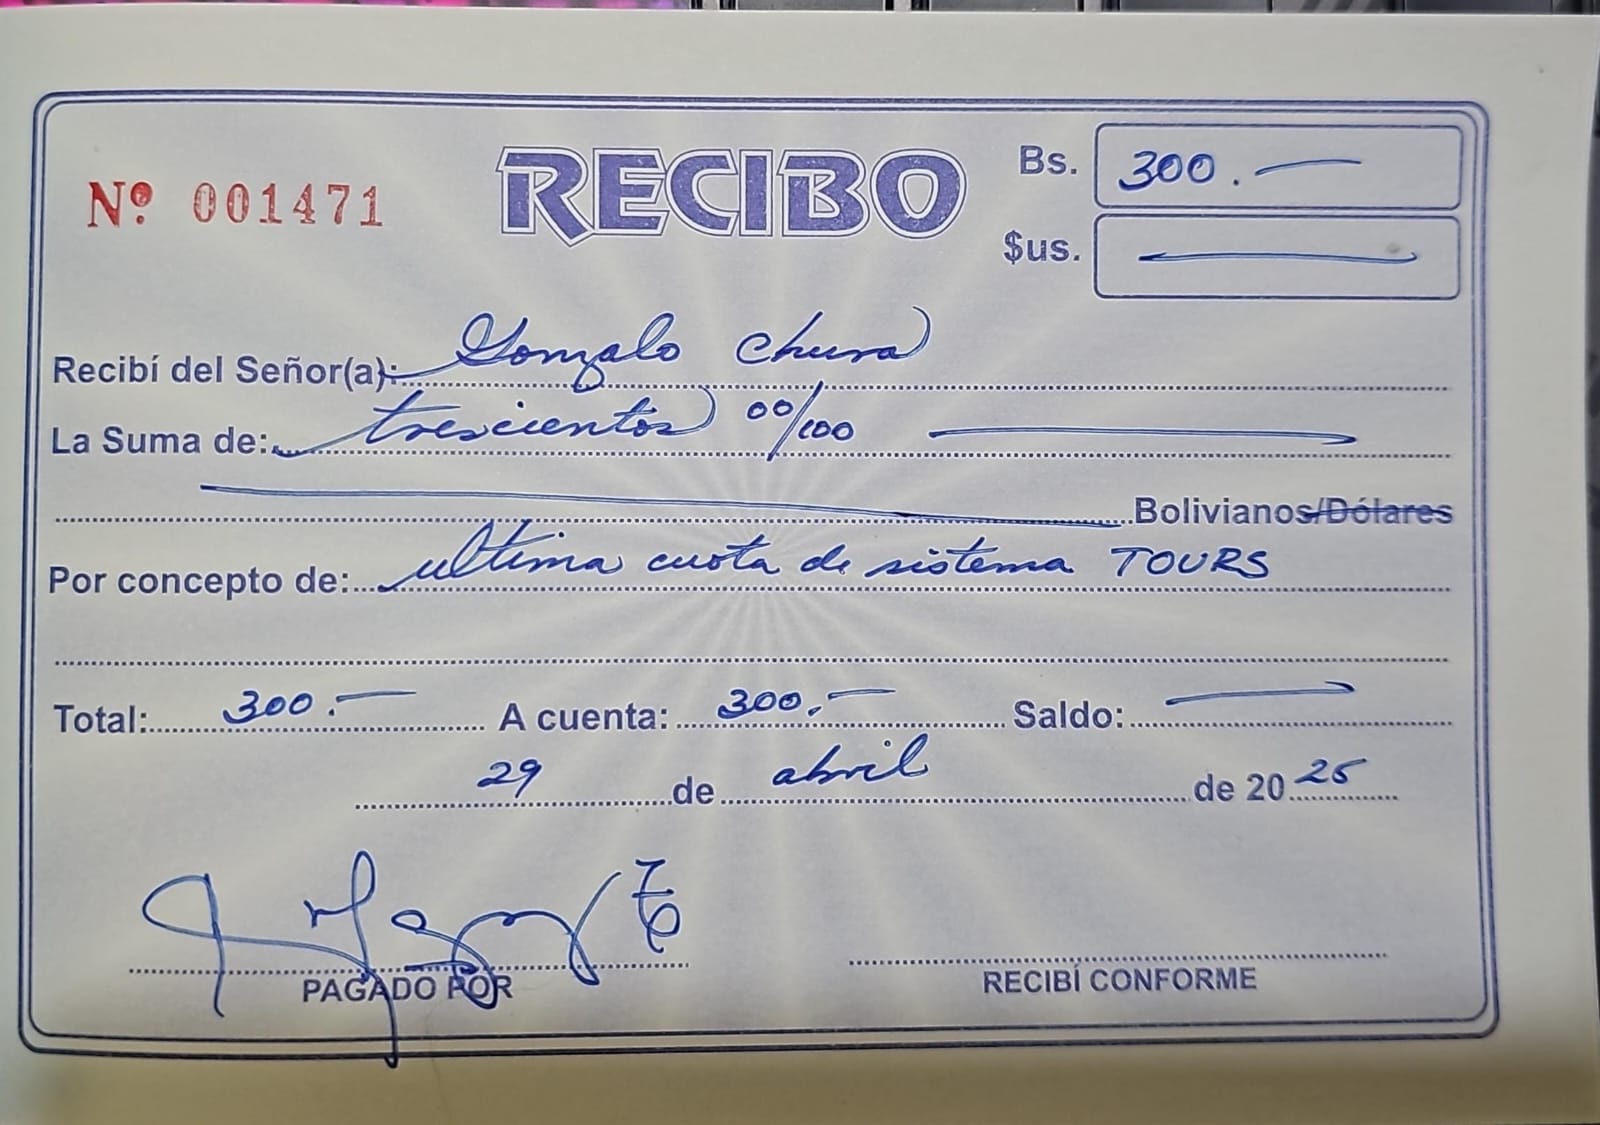 Nº 001471
RECIBO
Bs. 300.—
$us. —
Recibí del Señor(a): Gonzalo Chura
La Suma de: trescientos 00/100
Bolivianos/Dólares
Por concepto de: ultima cuota de sistema TOURS
Total: 300.— A cuenta: 300.— Saldo: —
29 de abril de 2025
PAGADO POR
RECIBÍ CONFORME